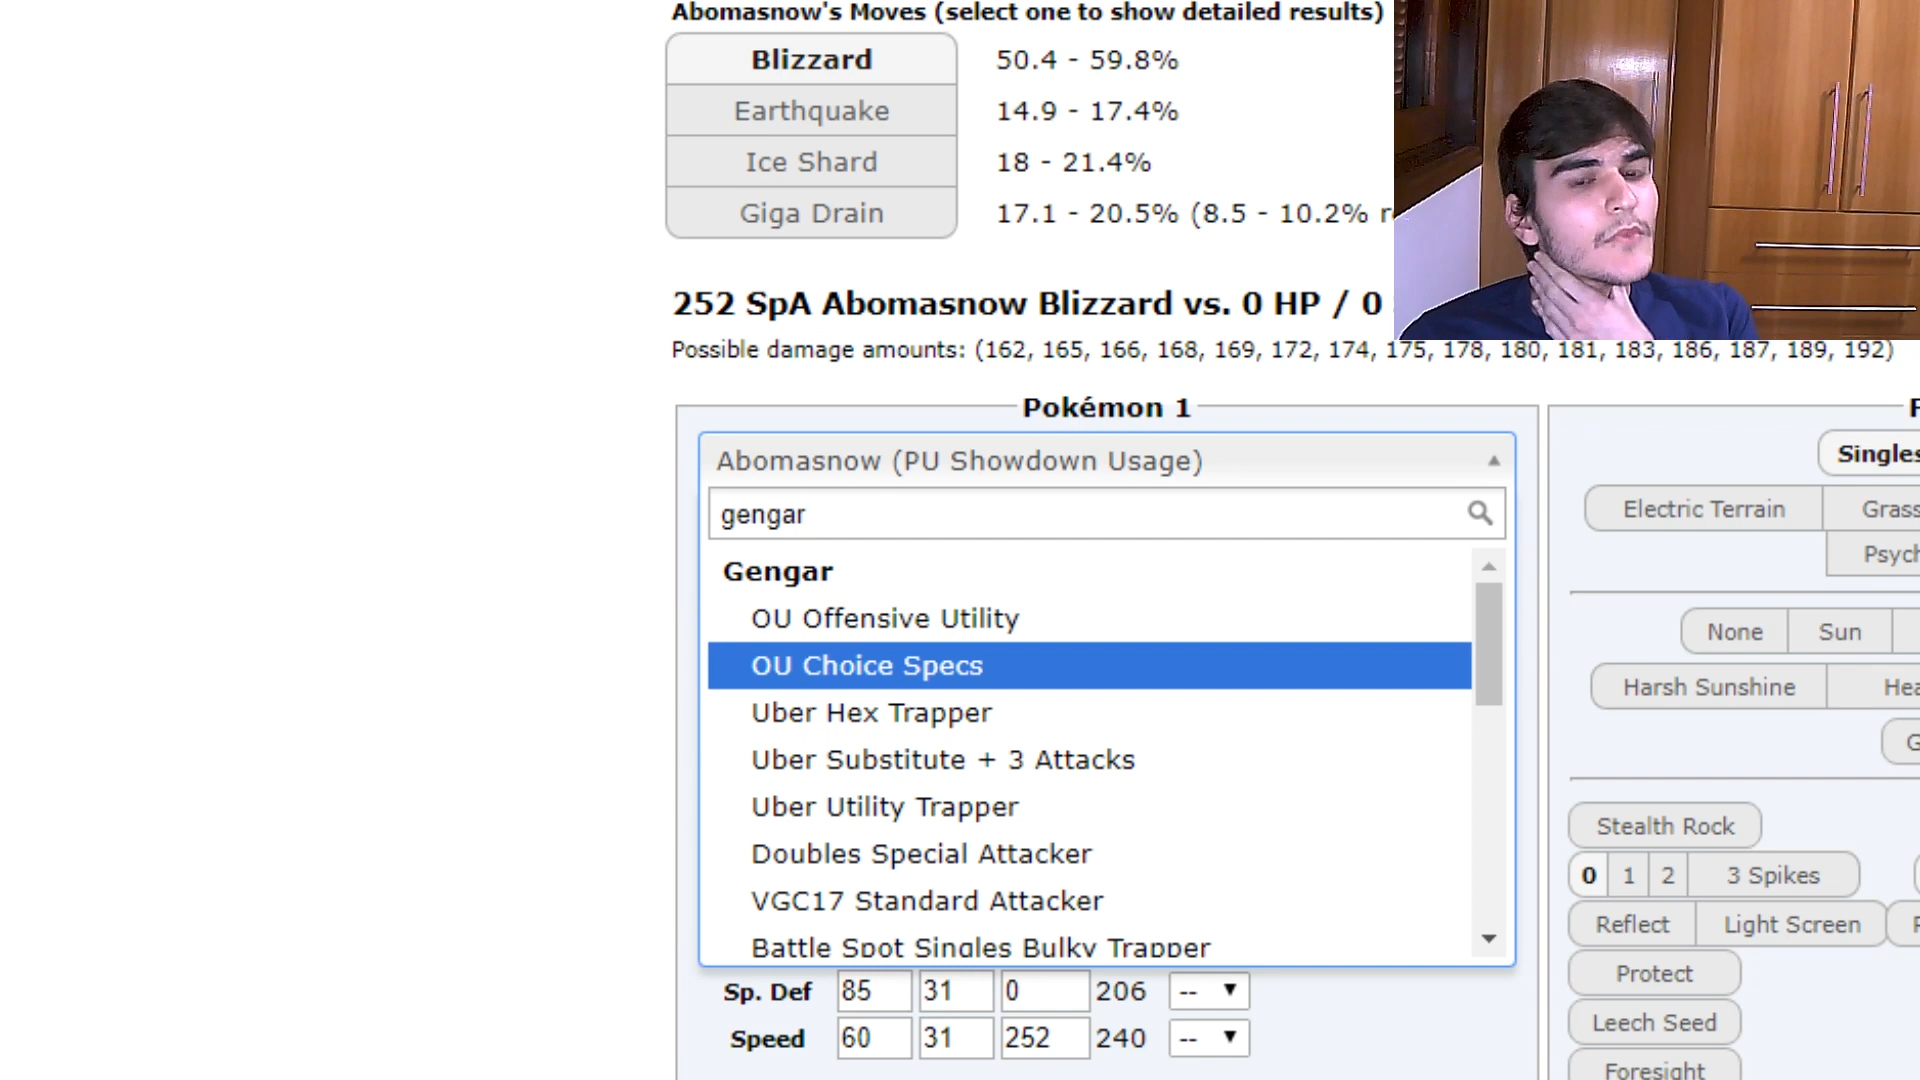 Abomasnow's Moves (select one to show detailed results)
Blizzard 50.4 - 59.8%
Earthquake 14.9 - 17.4%
Ice Shard 18 - 21.4%
Giga Drain 17.1 - 20.5% (8.5 - 10.2%
252 SpA Abomasnow Blizzard vs. 0 HP / 0
Possible damage amounts: (162, 165, 166, 168, 169, 172, 174, 175, 178, 180, 181, 183, 186, 187, 189, 192)
Pokémon 1
Abomasnow (PU Showdown Usage)
gengar
Gengar
OU Offensive Utility
OU Choice Specs
Uber Hex Trapper
Uber Substitute + 3 Attacks
Uber Utility Trapper
Doubles Special Attacker
VGC17 Standard Attacker
Battle Spot Singles Bulky Trapper
Sp. Def 85 31 0 206 --
Speed 60 31 252 240 --
Singles
Electric Terrain Grass
Psych
None Sun
Harsh Sunshine Hea
G
Stealth Rock
0 1 2 3 Spikes
Reflect Light Screen
Protect
Leech Seed
Foresight